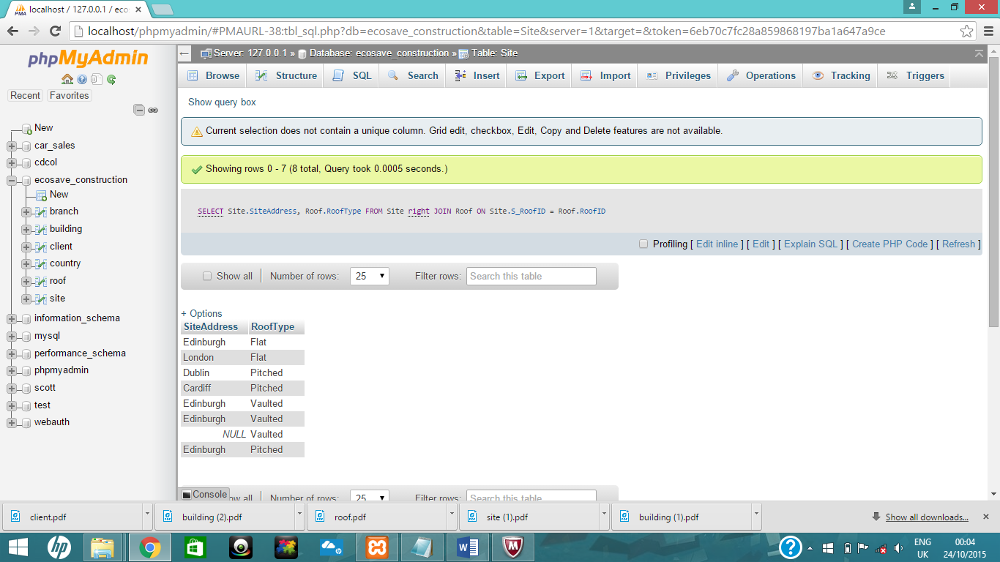 localhost / 127.0.0.1 / eco
localhost/phpmyadmin/#PMAURL-38:tbl_sql.php?db=ecosave_construction&table=Site&server=1&target=&token=6eb70c7fc28a859868197ba1a647a9ce
phpMyAdmin
Recent Favorites
New
car_sales
cdcol
ecosave_construction
New
branch
building
client
country
roof
site
information_schema
mysql
performance_schema
phpmyadmin
scott
test
webauth
Server: 127.0.0.1 » Database: ecosave_construction » Table: Site
Browse Structure SQL Search Insert Export Import Privileges Operations Tracking Triggers
Show query box
Current selection does not contain a unique column. Grid edit, checkbox, Edit, Copy and Delete features are not available.
Showing rows 0 - 7 (8 total, Query took 0.0005 seconds.)
SELECT Site.SiteAddress, Roof.RoofType FROM Site right JOIN Roof ON Site.S_RoofID = Roof.RoofID
Profiling [ Edit inline ] [ Edit ] [ Explain SQL ] [ Create PHP Code ] [ Refresh ]
Show all Number of rows: 25 Filter rows: Search this table
+ Options
SiteAddress RoofType
Edinburgh Flat
London Flat
Dublin Pitched
Cardiff Pitched
Edinburgh Vaulted
Edinburgh Vaulted
NULL Vaulted
Edinburgh Pitched
Console ow all Number of rows: 25 Filter rows: Search this table
client.pdf building (2).pdf roof.pdf site (1).pdf building (1).pdf Show all downloads...
ENG 00:04
UK 24/10/2015